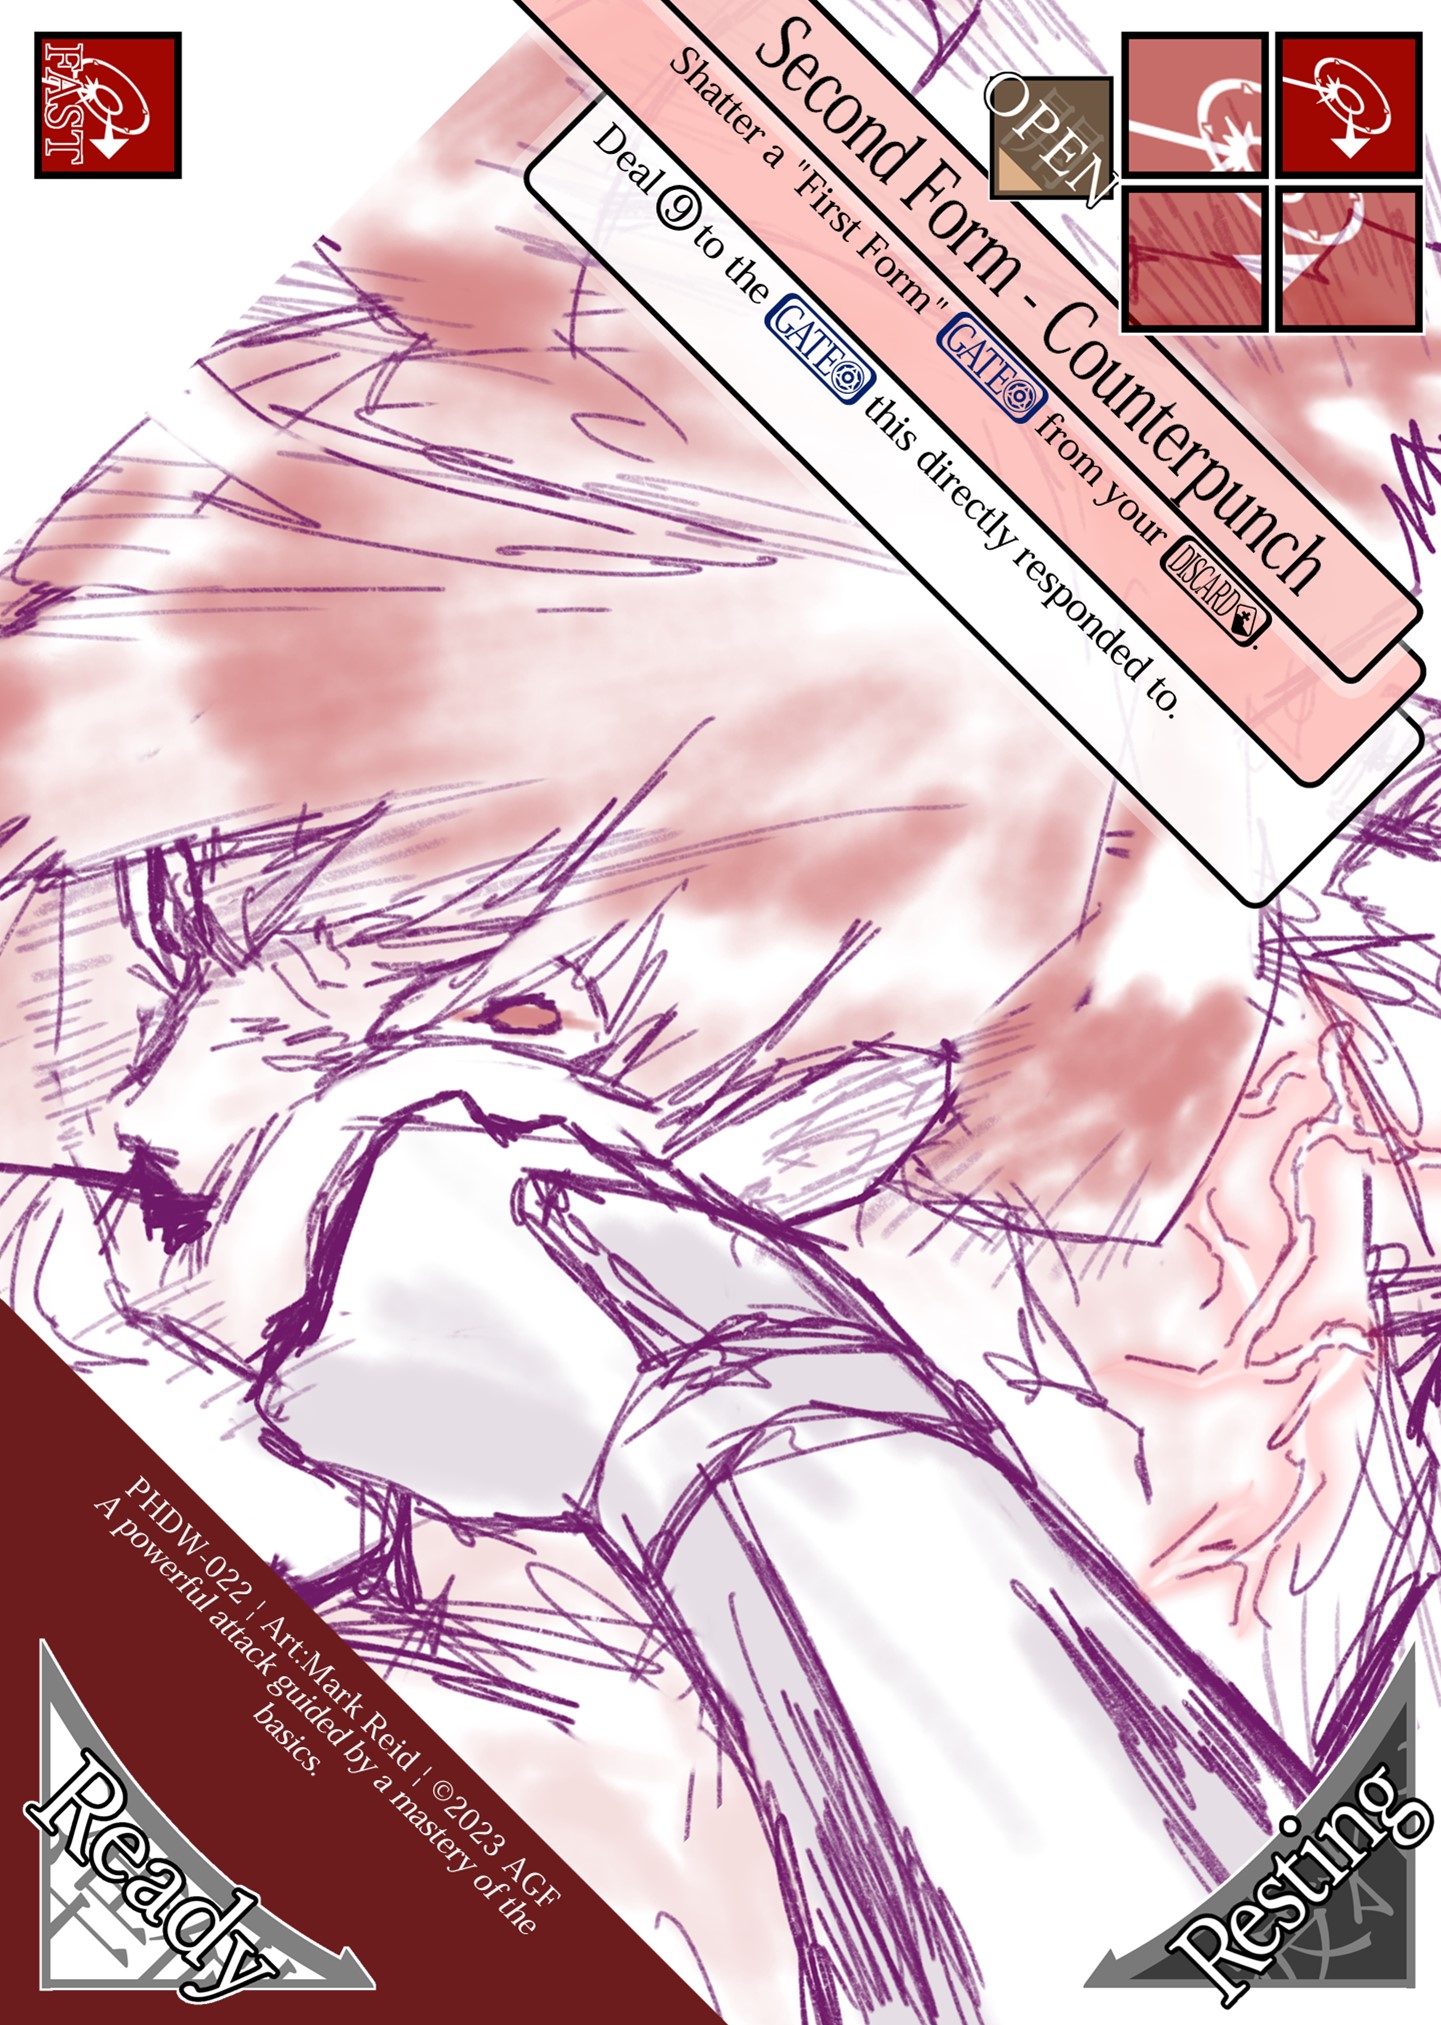 FAST
OPEN
Second Form - Counterpunch
Shatter a "First Form" GATE from your DISCARD.
Deal 9 to the GATE this directly responded to.
PHDW-022 ¦ Art:Mark Reid ¦ ©2023 AGF
A powerful attack guided by a mastery of the
basics.
Ready
Resting